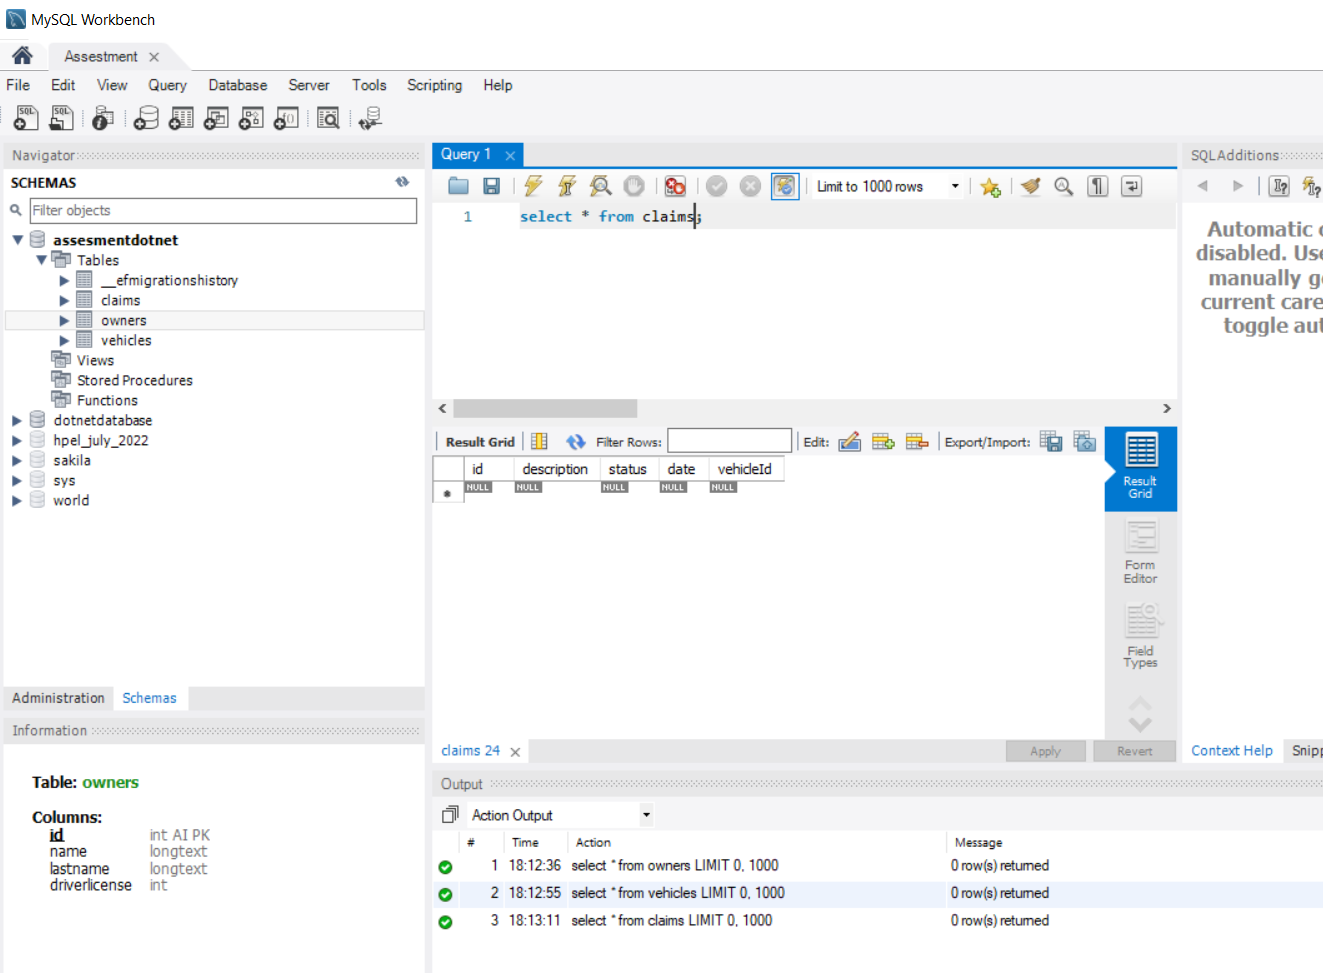 MySQL Workbench
Assestment
File Edit View Query Database Server Tools Scripting Help
Navigator
SCHEMAS
Filter objects
assesmentdotnet
Tables
__efmigrationshistory
claims
owners
vehicles
Views
Stored Procedures
Functions
dotnetdatabase
hpel_july_2022
sakila
sys
world
Administration Schemas
Information
Table: owners
Columns:
id int AI PK
name longtext
lastname longtext
driverlicense int
Query 1
Limit to 1000 rows
1 select * from claims;
Result Grid Filter Rows: Edit: Export/Import:
id description status date vehicleId
NULL NULL NULL NULL NULL
Result
Grid
Form
Editor
Field
Types
claims 24 Apply Revert
SQLAdditions
Automatic c
disabled. Use
manually ge
current care
toggle aut
Context Help Snipp
Output
Action Output
# Time Action Message
1 18:12:36 select * from owners LIMIT 0, 1000 0 row(s) returned
2 18:12:55 select * from vehicles LIMIT 0, 1000 0 row(s) returned
3 18:13:11 select * from claims LIMIT 0, 1000 0 row(s) returned